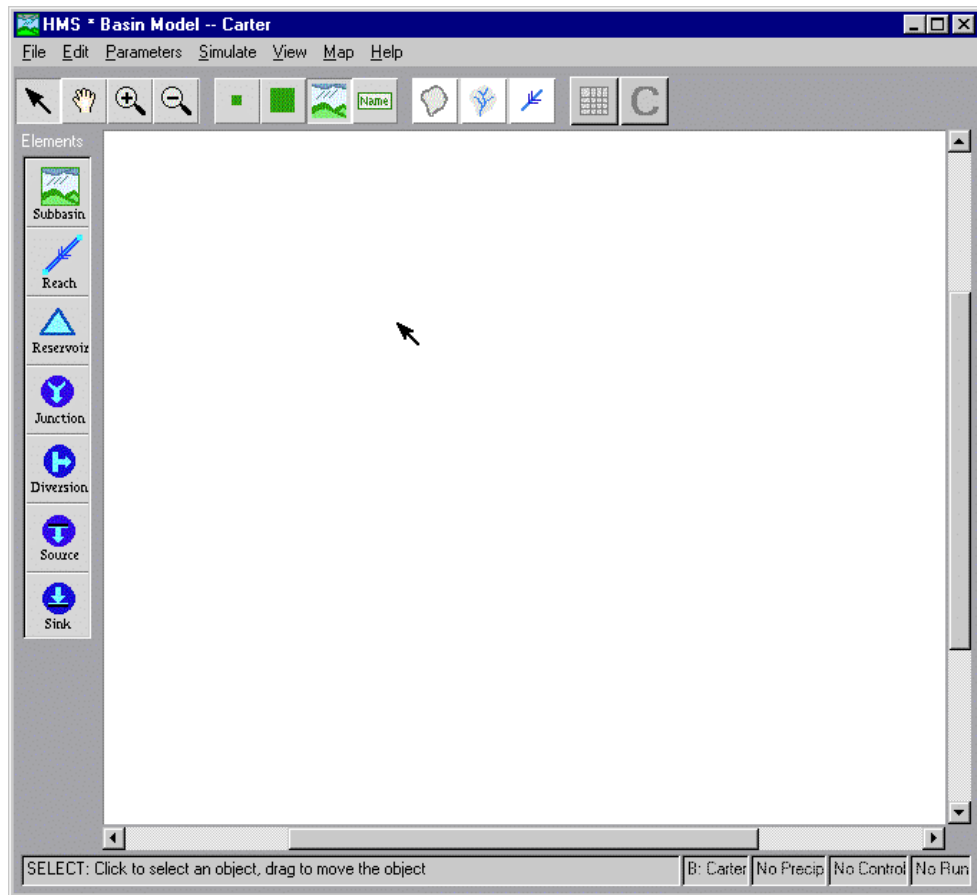 HMS * Basin Model -- Carter
File Edit Parameters Simulate View Map Help
Name
C
Elements
Subbasin
Reach
Reservoir
Junction
Diversion
Source
Sink
SELECT: Click to select an object, drag to move the object
B: Carter No Precip No Control No Run